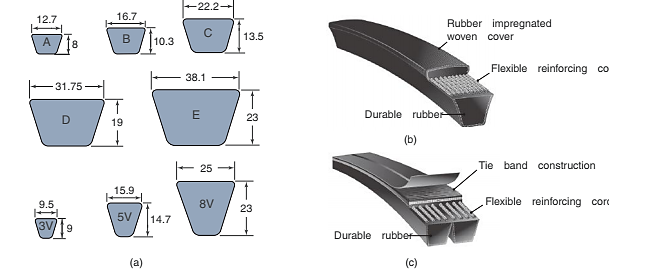 12.7
A
8
16.7
B
10.3
22.2
C
13.5
31.75
D
19
38.1
E
23
9.5
3V
9
15.9
5V
14.7
25
8V
23
(a)
Rubber impregnated
woven cover
Flexible reinforcing co
Durable rubber
(b)
Tie band construction
Flexible reinforcing cord
Durable rubber
(c)